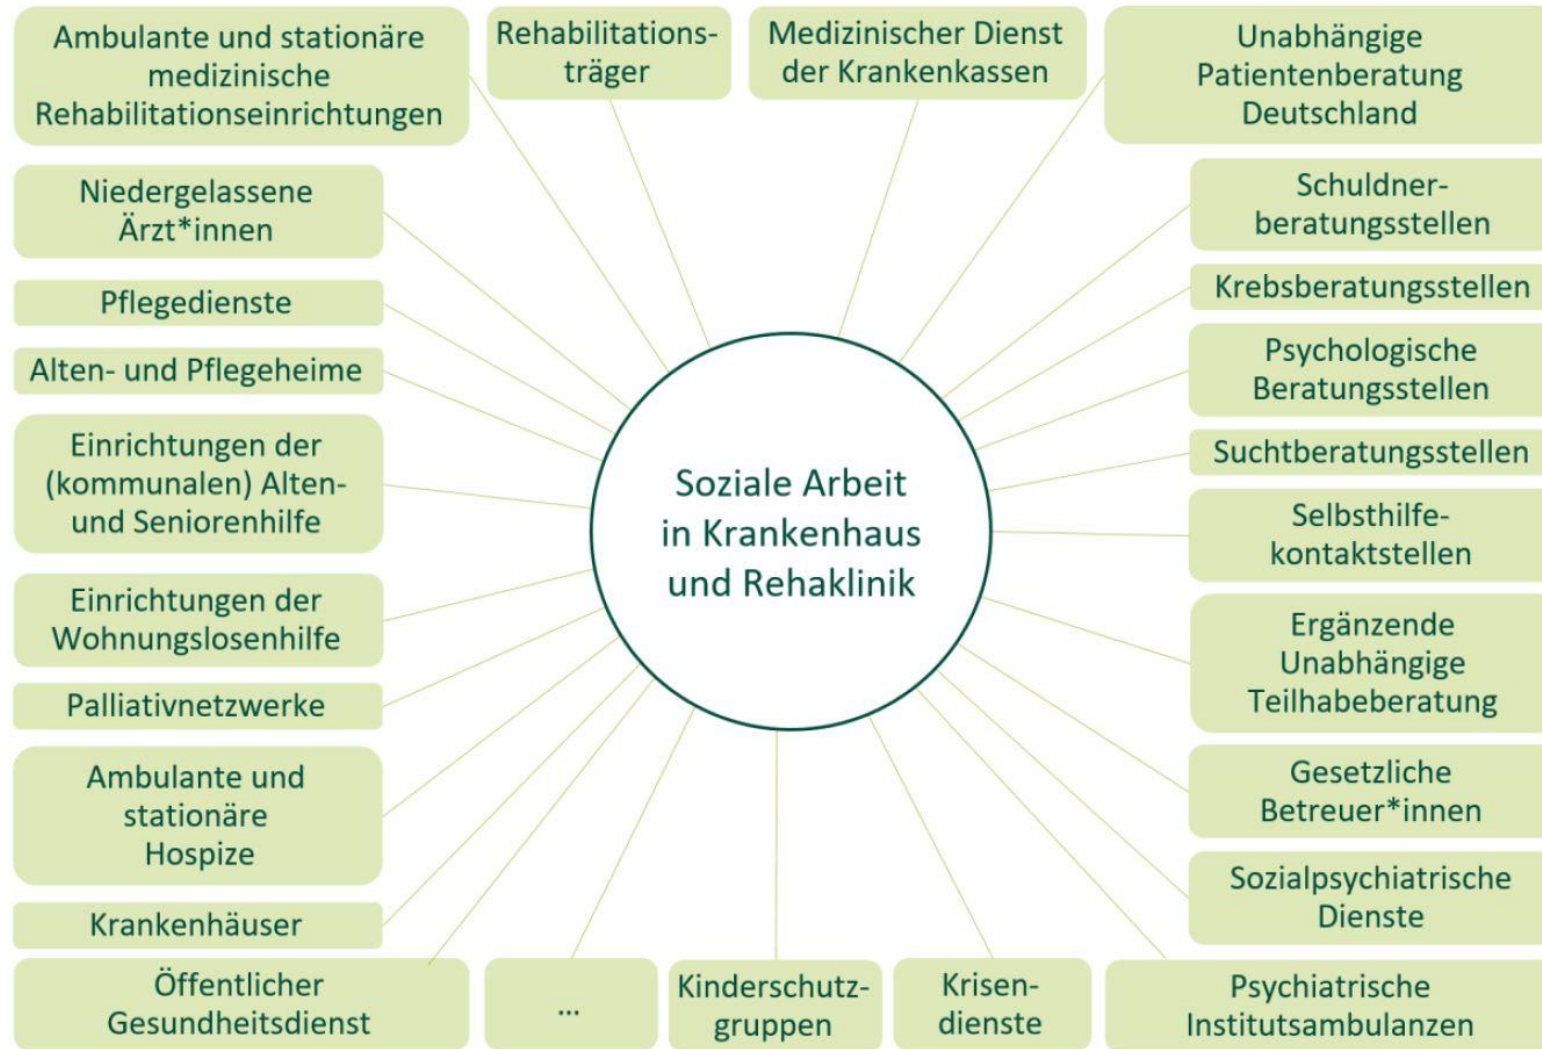 Ambulante und stationäre
medizinische
Rehabilitationseinrichtungen
Rehabilitations-
träger
Medizinischer Dienst
der Krankenkassen
Unabhängige
Patientenberatung
Deutschland
Niedergelassene
Ärzt*innen
Pflegedienste
Alten- und Pflegeheime
Einrichtungen der
(kommunalen) Alten-
und Seniorenhilfe
Einrichtungen der
Wohnungslosenhilfe
Palliativnetzwerke
Ambulante und
stationäre
Hospize
Krankenhäuser
Öffentlicher
Gesundheitsdienst
Soziale Arbeit
in Krankenhaus
und Rehaklinik
Schuldner-
beratungsstellen
Krebsberatungsstellen
Psychologische
Beratungsstellen
Suchtberatungsstellen
Selbsthilfe-
kontaktstellen
Ergänzende
Unabhängige
Teilhabeberatung
Gesetzliche
Betreuer*innen
Sozialpsychiatrische
Dienste
...
Kinderschutz-
gruppen
Krisen-
dienste
Psychiatrische
Institutsambulanzen